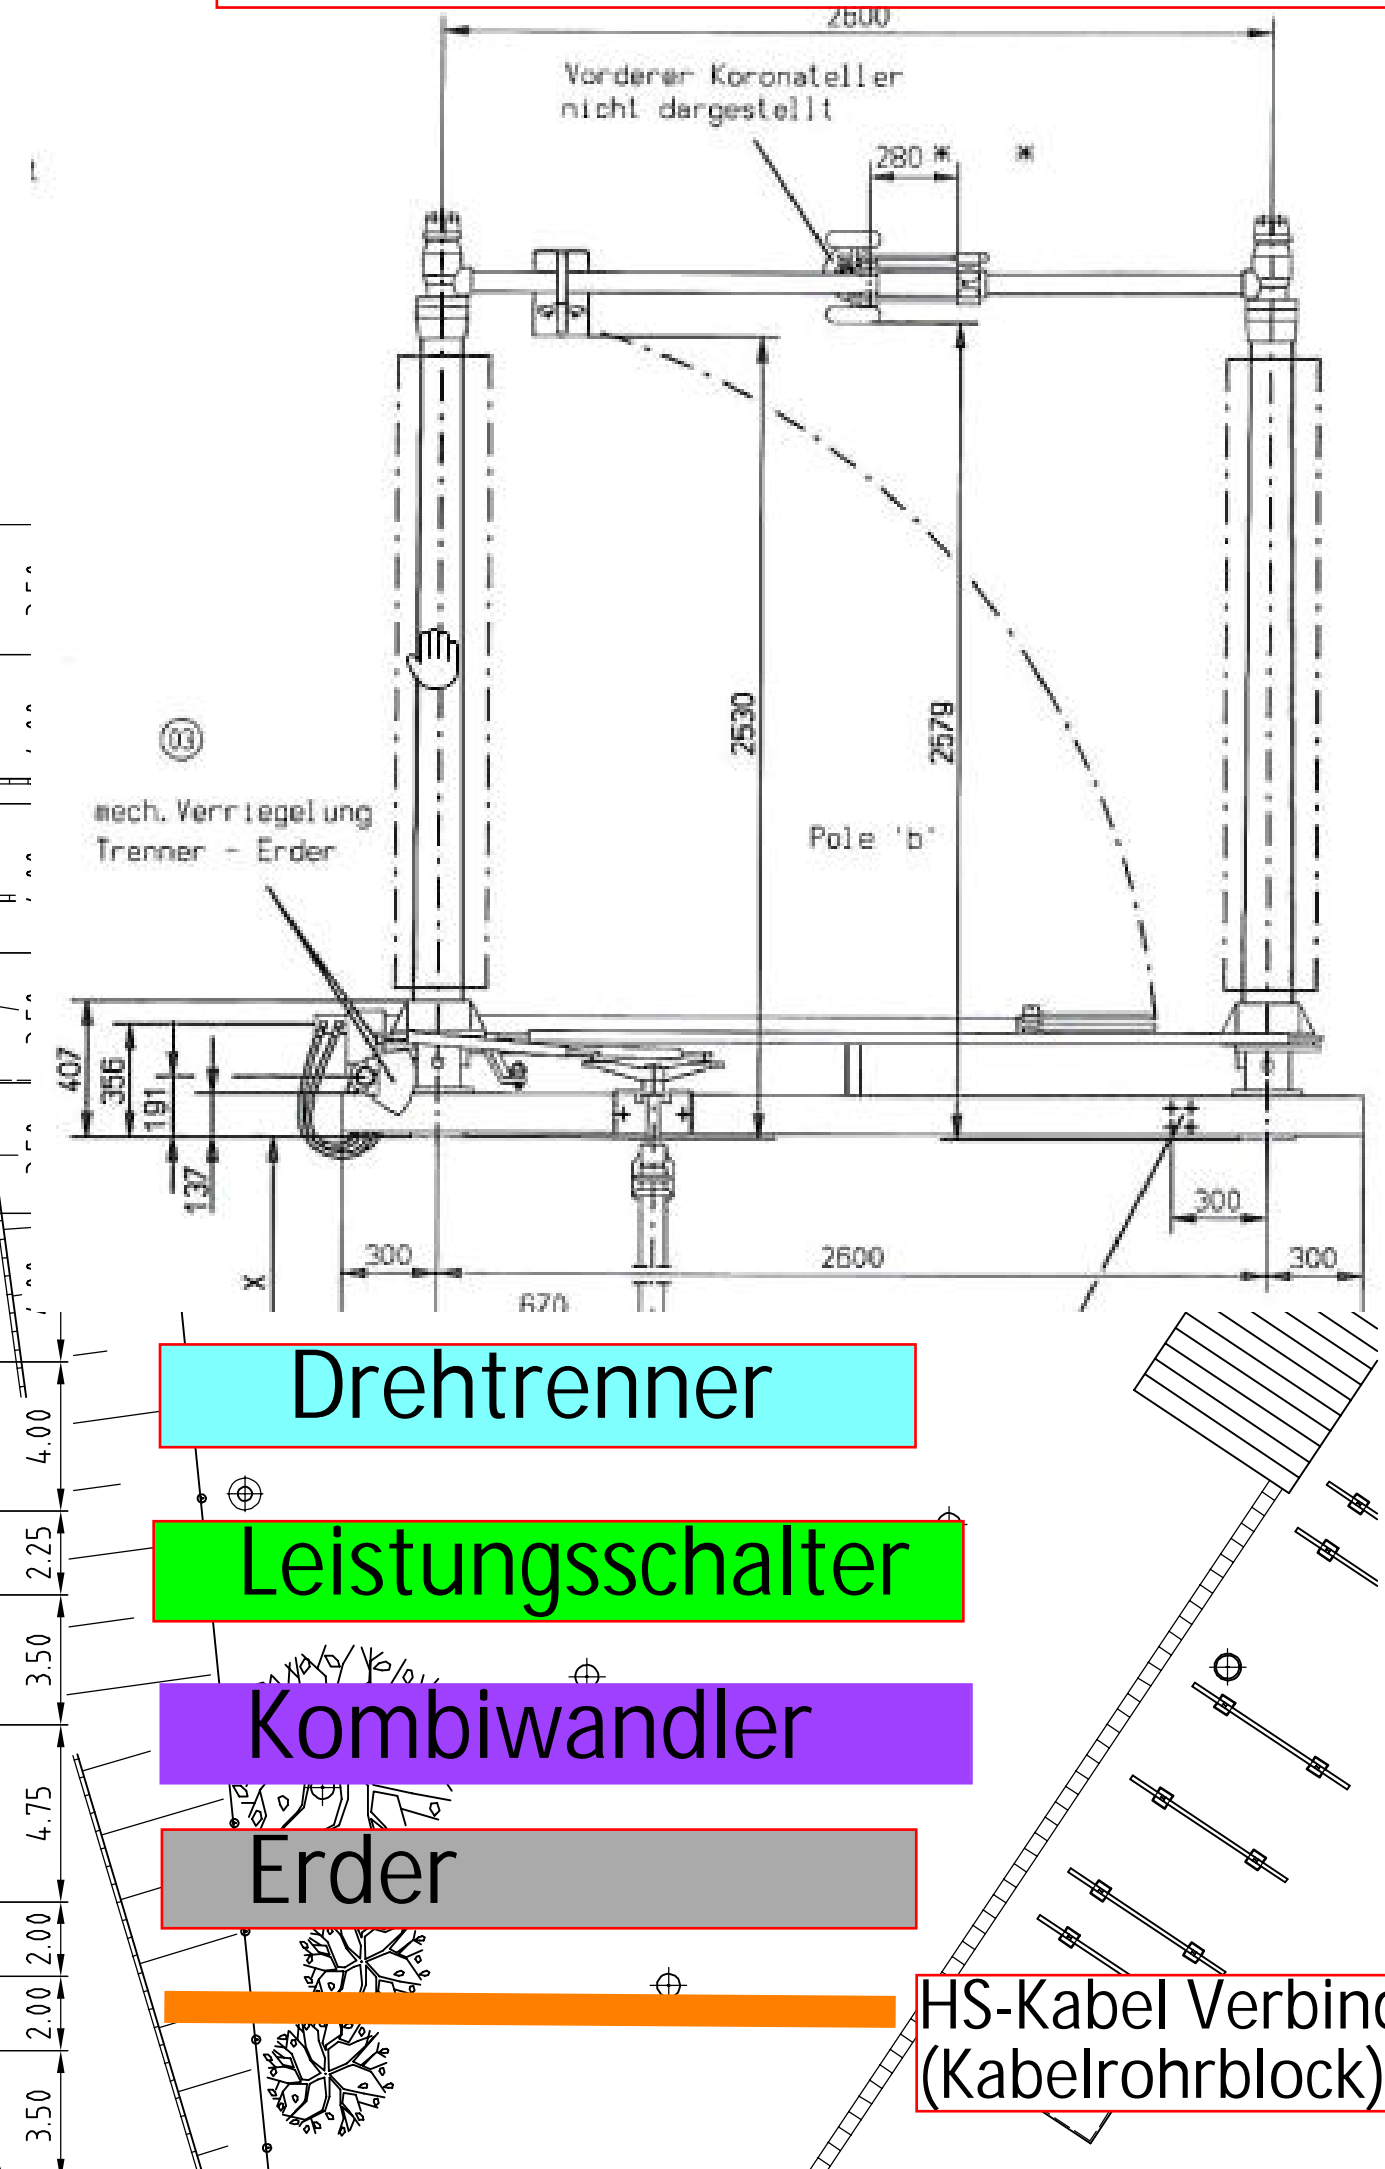 2600
Vorderer Koronateller
nicht dargestellt
280 *
*
03
mech. Verriegelung
Trenner - Erder
2530
2579
Pole 'b'
407
356
191
137
X
300
2600
300
300
670
Drehtrenner
Leistungsschalter
Kombiwandler
Erder
HS-Kabel Verbin
(Kabelrohrblock)
4.00
2.25
3.50
4.75
2.00
2.00
3.50